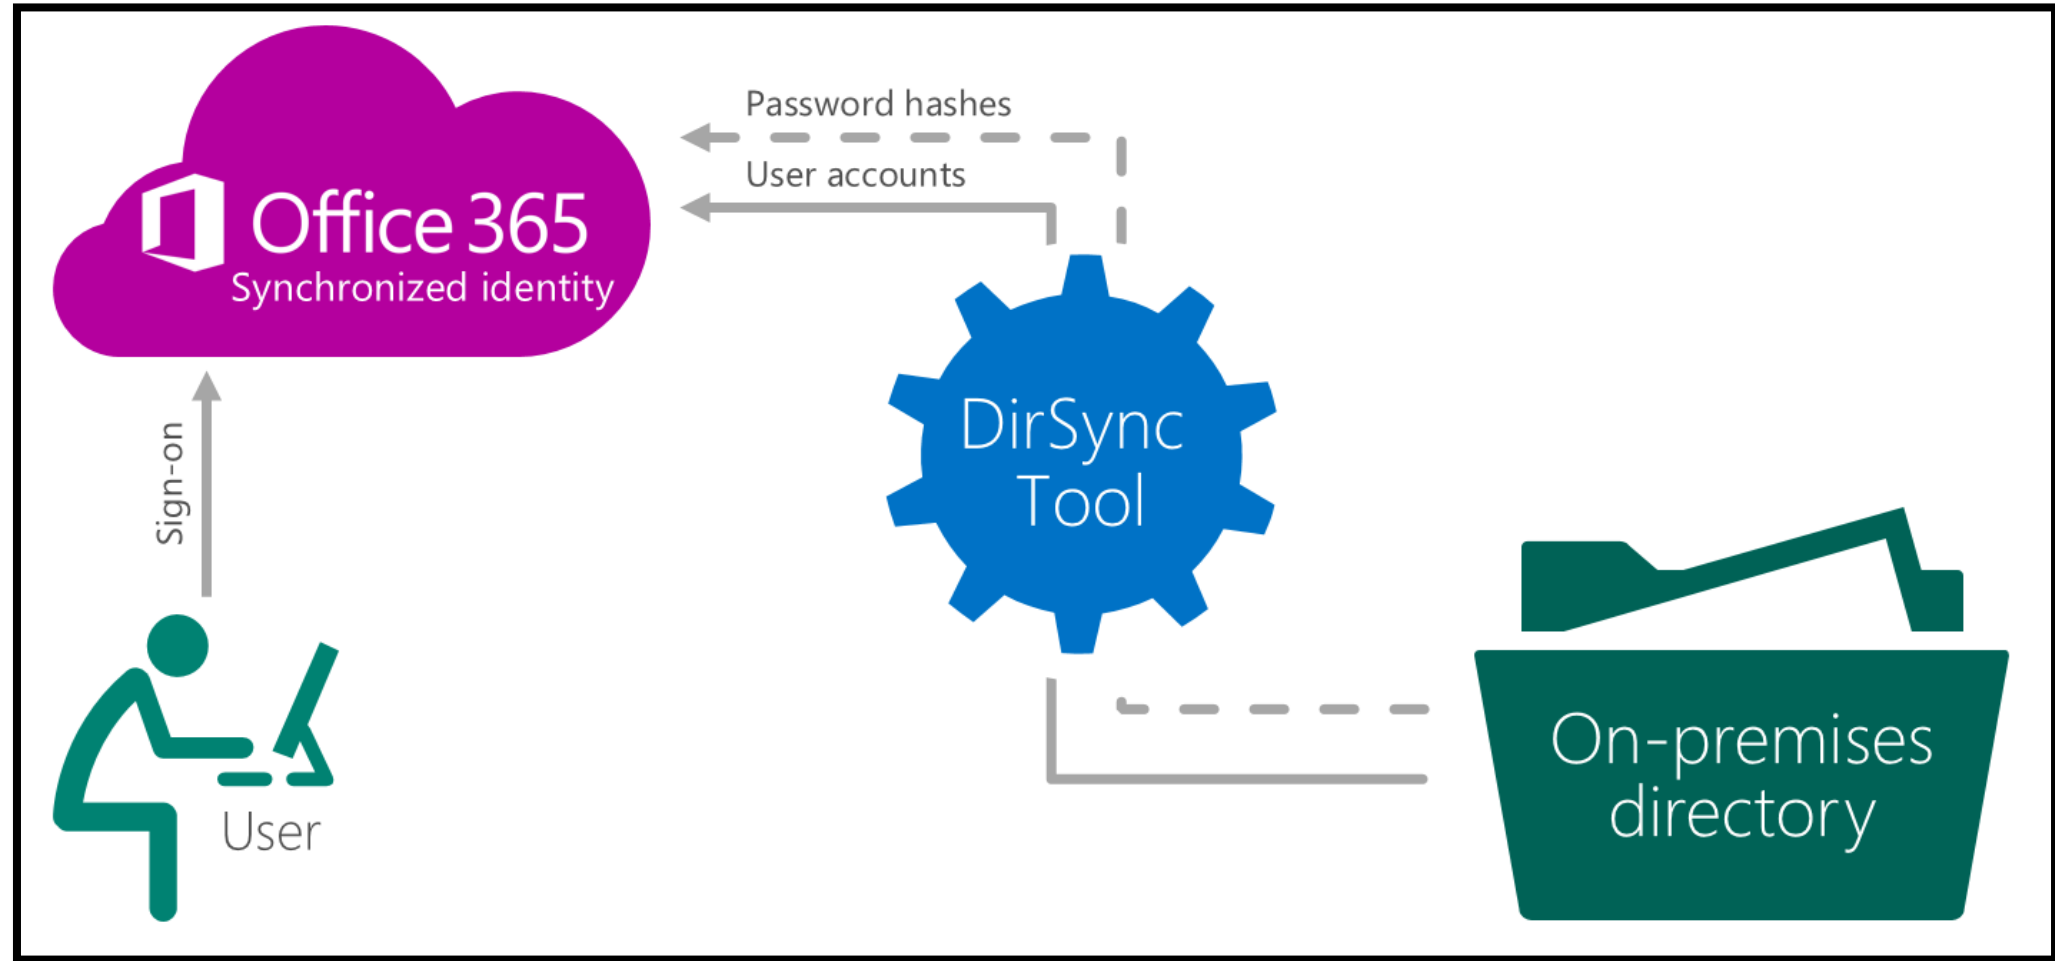 Password hashes
User accounts
Office 365
Synchronized identity
DirSync
Tool
Sign-on
User
On-premises
directory